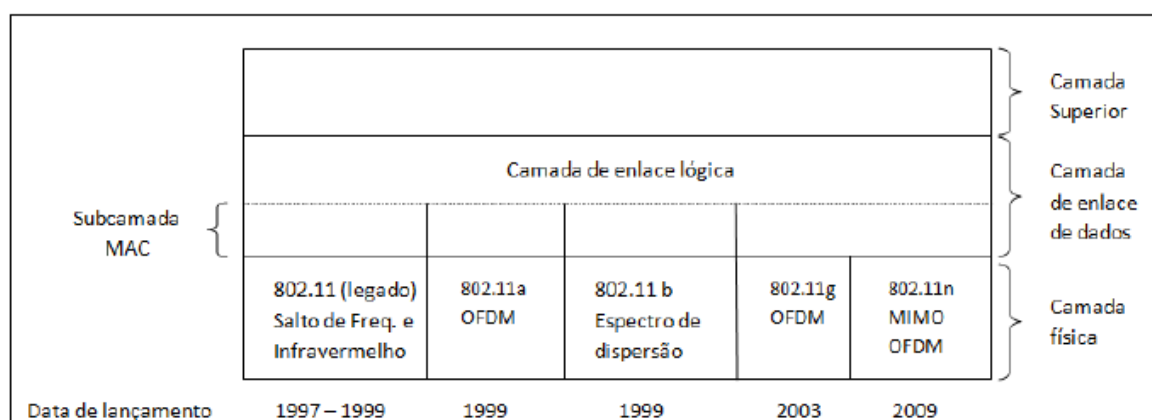 Camada
Superior
Camada de enlace lógica
Camada
de enlace
de dados
Subcamada
MAC
802.11 (legado)
Salto de Freq. e
Infravermelho
802.11a
OFDM
802.11 b
Espectro de
dispersão
802.11g
OFDM
802.11n
MIMO
OFDM
Camada
física
Data de lançamento 1997 – 1999 1999 1999 2003 2009